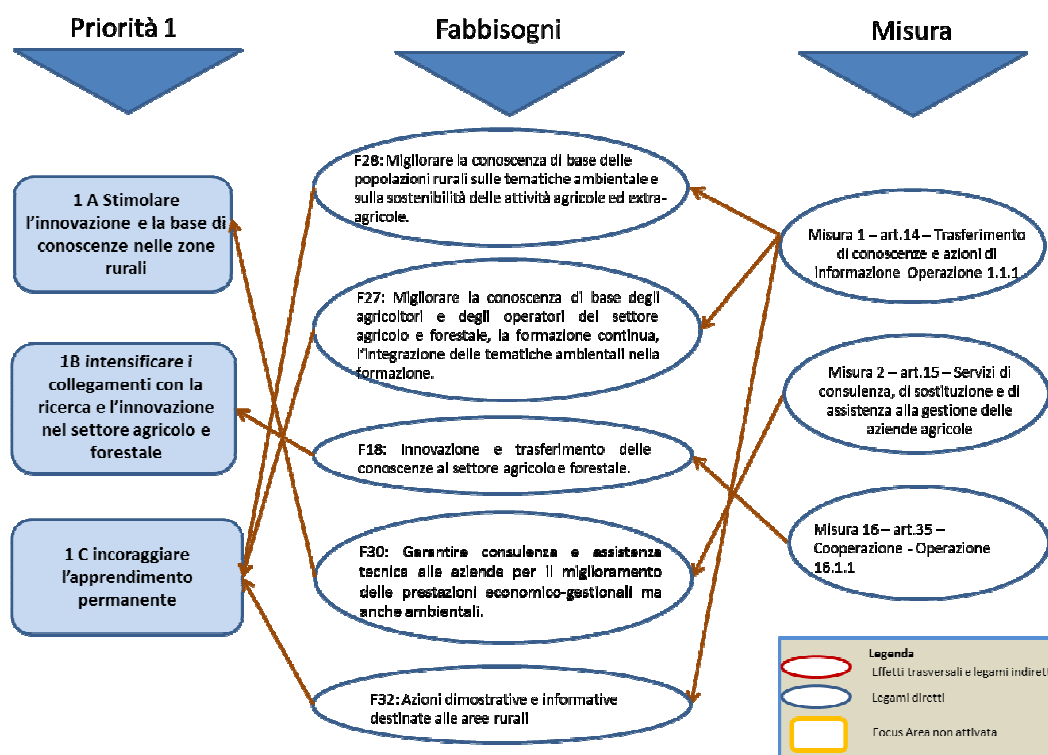 Priorità 1
Fabbisogni
Misura
1 A Stimolare
l'innovazione e la base di
conoscenze nelle zone
rurali
1B intensificare i
collegamenti con la
ricerca e l'innovazione
nel settore agricolo e
forestale
1 C incoraggiare
l'apprendimento
permanente
F28: Migliorare la conoscenza di base delle
popolazioni rurali sulle tematiche ambientale e
sulla sostenibilità delle attività agricole ed extra-
agricole.
F27: Migliorare la conoscenza di base degli
agricoltori e degli operatori del settore
agricolo e forestale, la formazione continua,
l'integrazione delle tematiche ambientali nella
formazione.
F18: Innovazione e trasferimento delle
conoscenze al settore agricolo e forestale.
F30: Garantire consulenza e assistenza
tecnica alle aziende per il miglioramento
delle prestazioni economico-gestionali ma
anche ambientali.
F32: Azioni dimostrative e informative
destinate alle aree rurali
Misura 1 – art.14 – Trasferimento
di conoscenze e azioni di
informazione Operazione 1.1.1
Misura 2 – art.15 – Servizi di
consulenza, di sostituzione e di
assistenza alla gestione delle
aziende agricole
Misura 16 – art.35 –
Cooperazione - Operazione
16.1.1
Legenda
Effetti trasversali e legami indirett
Legami diretti
Focus Area non attivata